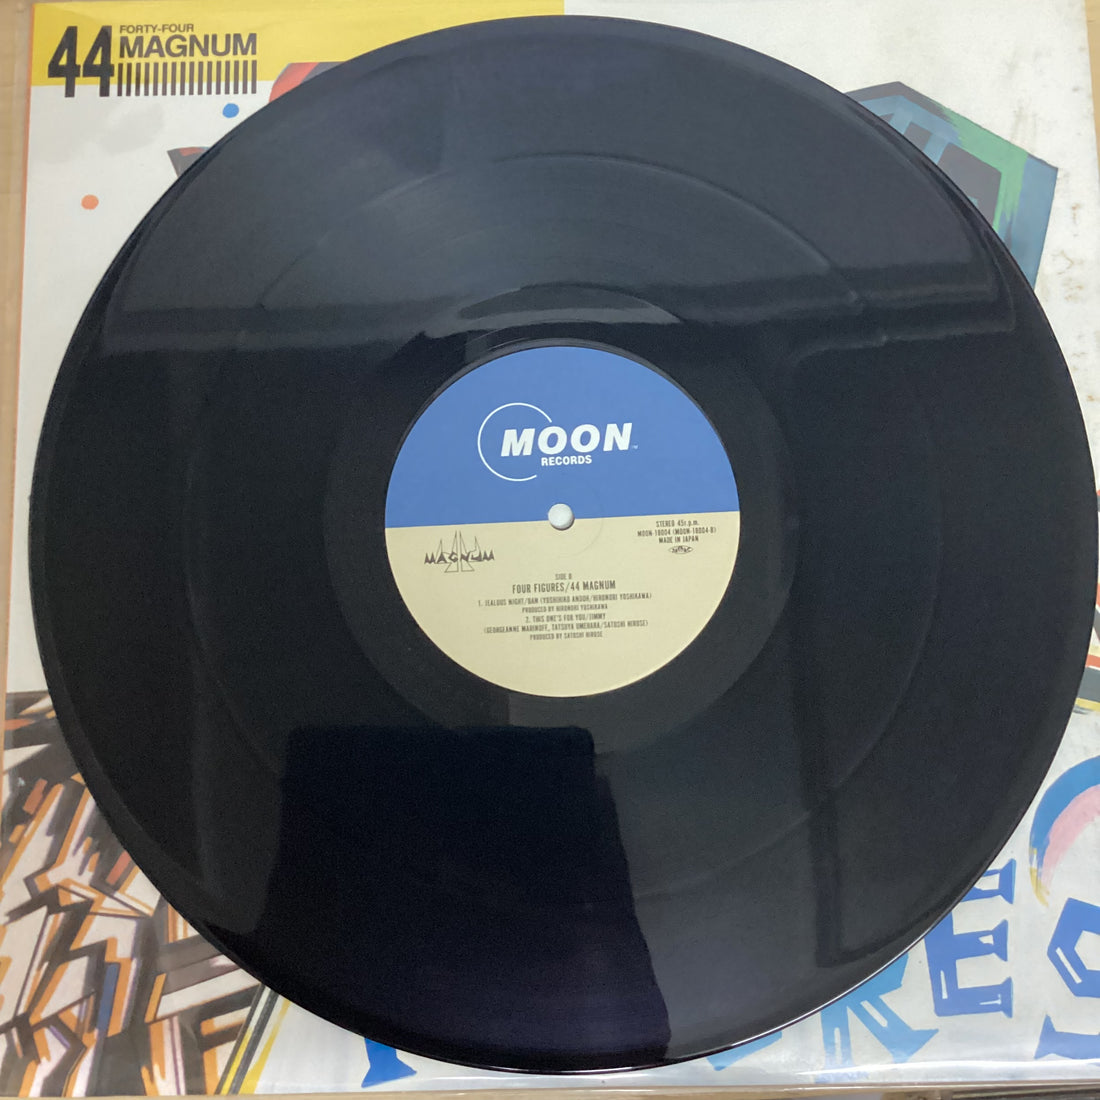 44
FORTY-FOUR
MAGNUM
MOON
RECORDS
STEREO 45r.p.m.
MOON-18004 (MOON-18004-B)
MADE IN JAPAN
MAGNUM
SIDE B
FOUR FIGURES/44 MAGNUM
1. JEALOUS NIGHT/BAN (YOSHIHIKO ANDOH/HIRONORI YOSHIKAWA)
PRODUCED BY HIRONORI YOSHIKAWA
2. THIS ONE'S FOR YOU/JIMMY
(GEORGEANNE MARINOFF, TATSUYA UMEHARA/SATOSHI HIROSE)
PRODUCED BY SATOSHI HIROSE
RES